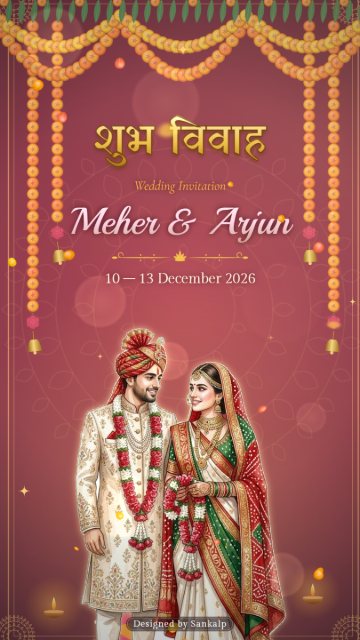 शुभ विवाह
Wedding Invitation
Meher & Arjun
10 — 13 December 2026
Designed by Sankalp